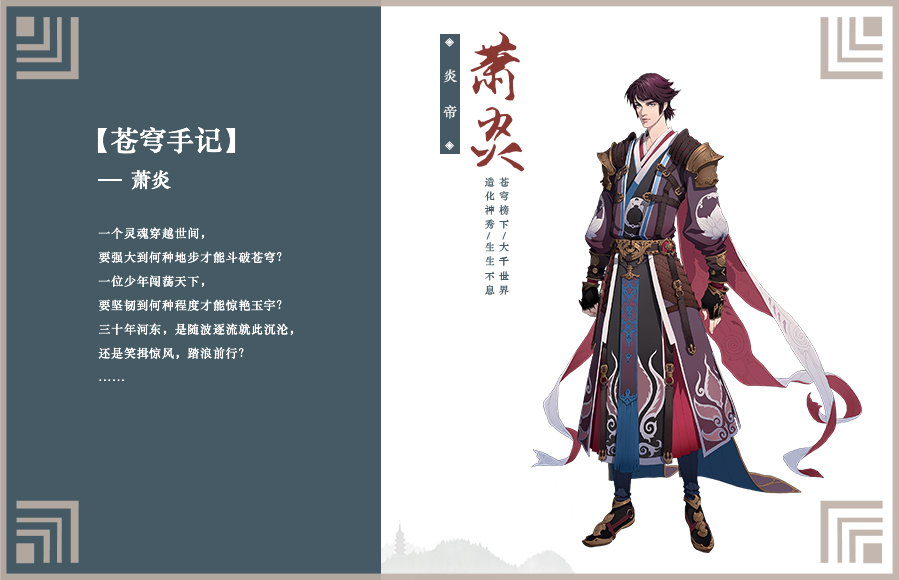 【苍穹手记】
— 萧炎
一个灵魂穿越世间，
要强大到何种地步才能斗破苍穹？
一位少年闯荡天下，
要坚韧到何种程度才能惊艳玉宇？
三十年河东，是随波逐流就此沉沦，
还是笑揖惊风，踏浪前行？
……
炎帝
萧炎
苍穹榜下/大千世界
造化神秀/生生不息